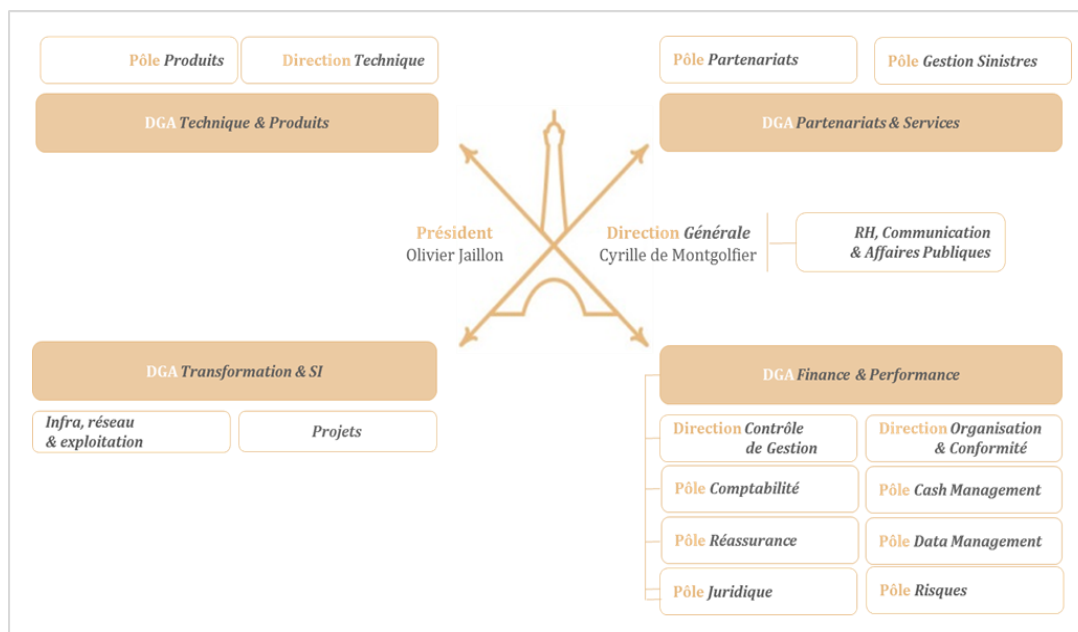 Pôle Produits
Direction Technique
DGA Technique & Produits
Pôle Partenariats
Pôle Gestion Sinistres
DGA Partenariats & Services
Président
Olivier Jaillon
Direction Générale
Cyrille de Montgolfier
RH, Communication
& Affaires Publiques
DGA Transformation & SI
Infra, réseau
& exploitation
Projets
DGA Finance & Performance
Direction Contrôle
de Gestion
Direction Organisation
& Conformité
Pôle Comptabilité
Pôle Cash Management
Pôle Réassurance
Pôle Data Management
Pôle Juridique
Pôle Risques